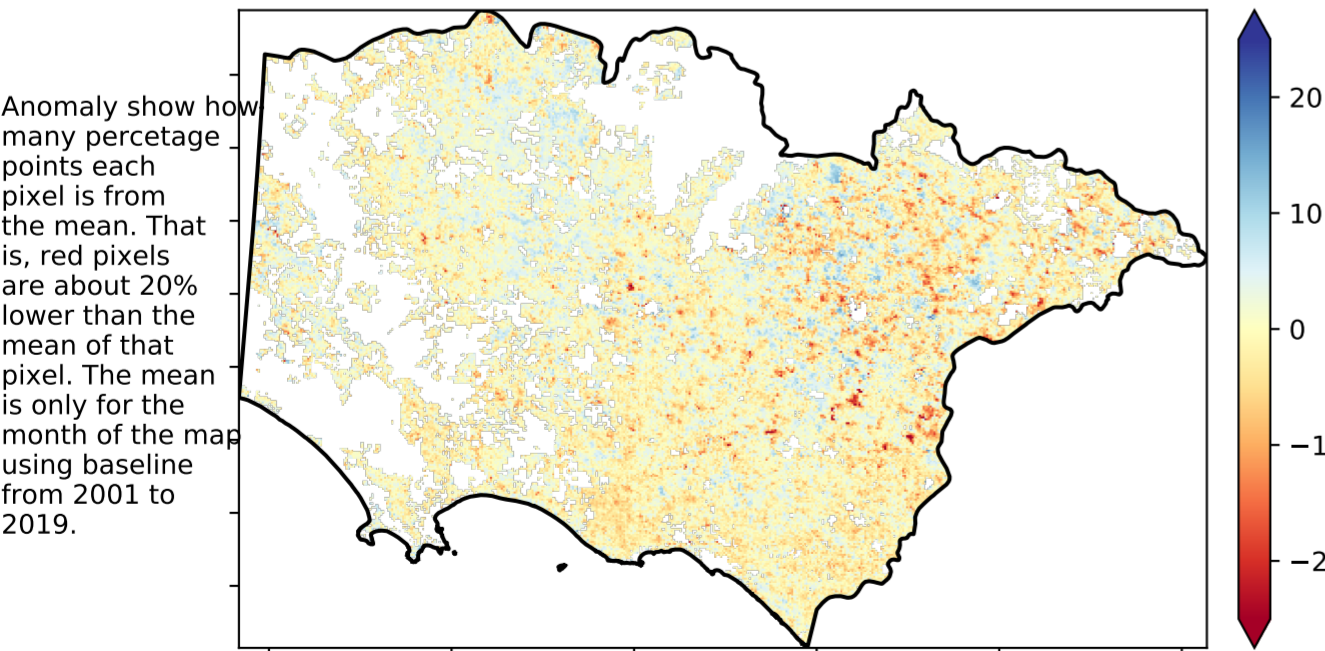 Anomaly show how
many percetage
points each
pixel is from
the mean. That
is, red pixels
are about 20%
lower than the
mean of that
pixel. The mean
is only for the
month of the map
using baseline
from 2001 to
2019.
20
10
0
−1
−2